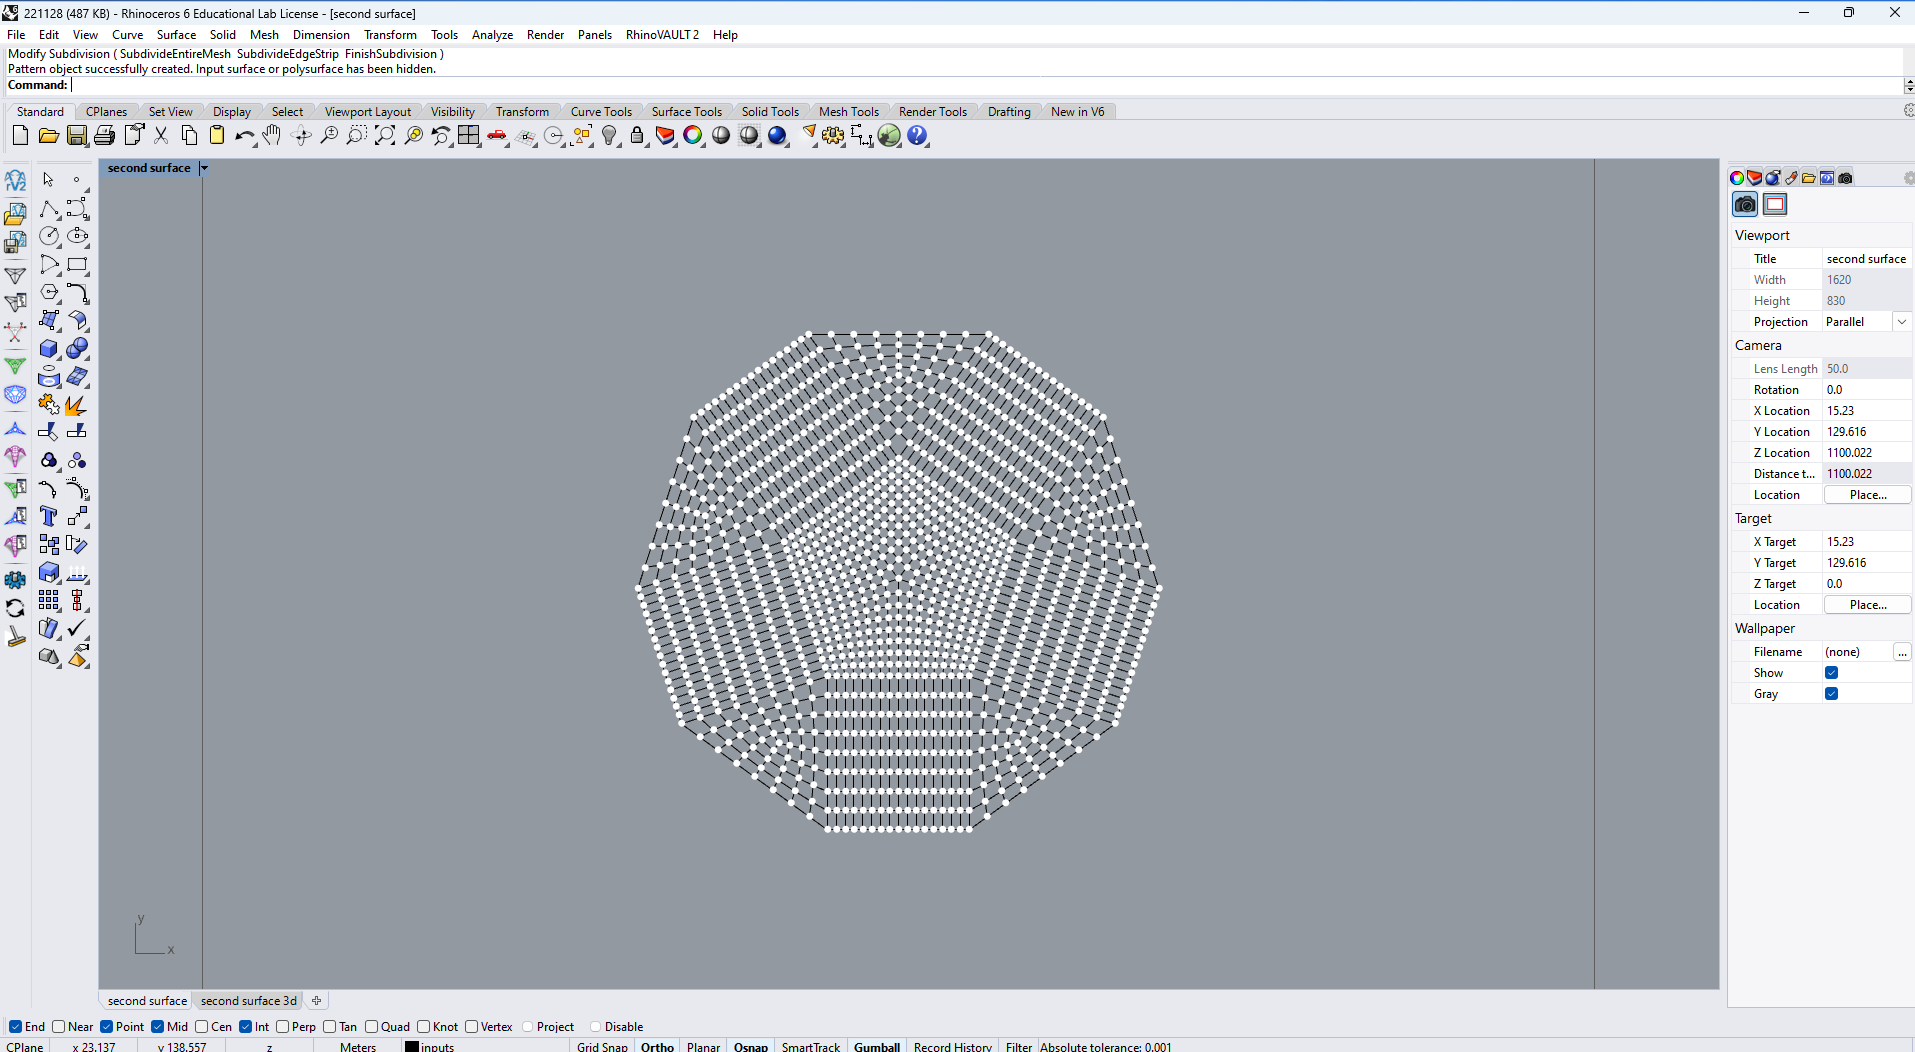 221128 (487 KB) - Rhinoceros 6 Educational Lab License - [second surface]
File Edit View Curve Surface Solid Mesh Dimension Transform Tools Analyze Render Panels RhinoVAULT 2 Help
Modify Subdivision ( SubdivideEntireMesh SubdivideEdgeStrip FinishSubdivision )
Pattern object successfully created. Input surface or polysurface has been hidden.
Command:
Standard CPlanes Set View Display Select Viewport Layout Visibility Transform Curve Tools Surface Tools Solid Tools Mesh Tools Render Tools Drafting New in V6
second surface
Viewport
Title second surface
Width 1620
Height 830
Projection Parallel
Camera
Lens Length 50.0
Rotation 0.0
X Location 15.23
Y Location 129.616
Z Location 1100.022
Distance t... 1100.022
Location Place...
Target
X Target 15.23
Y Target 129.616
Z Target 0.0
Location Place...
Wallpaper
Filename (none) ...
Show
Gray
y
x
second surface second surface 3d
End Near Point Mid Cen Int Perp Tan Quad Knot Vertex Project Disable
CPlane x 23.137 y 138.557 z Meters inputs Grid Snap Ortho Planar Osnap SmartTrack Gumball Record History Filter Absolute tolerance: 0.001